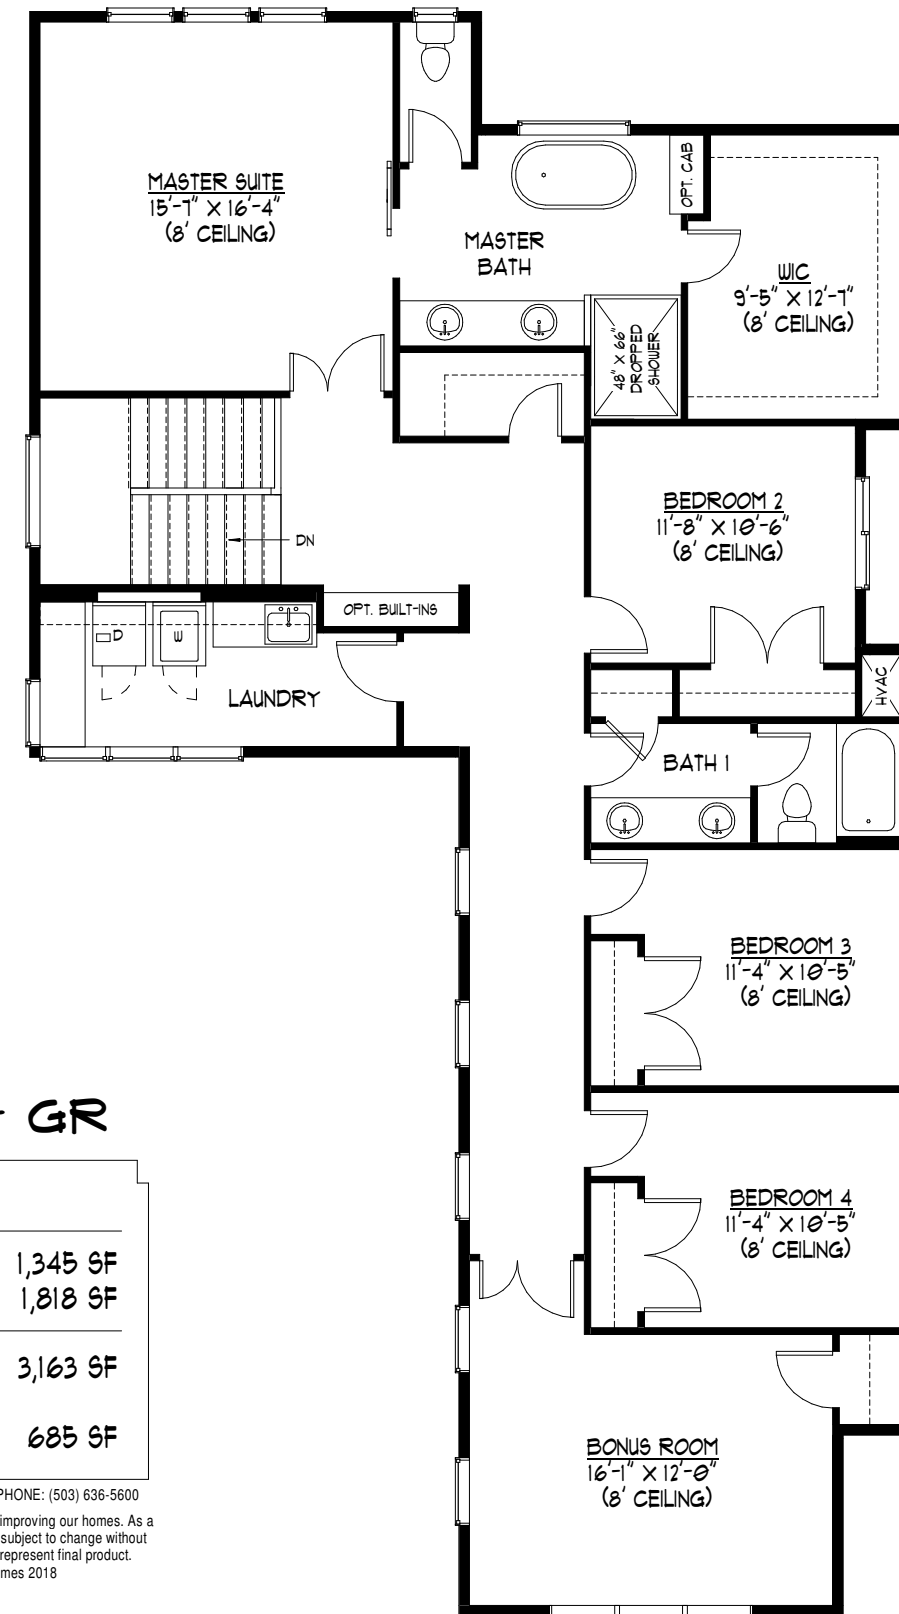 MASTER SUITE
15'-7" X 16'-4"
(8' CEILING)
MASTER
BATH
OPT. CAB
WIC
9'-5" X 12'-7"
(8' CEILING)
48" X 66"
DROPPED
SHOWER
BEDROOM 2
11'-8" X 10'-6"
(8' CEILING)
DN
OPT. BUILT-INS
D
W
LAUNDRY
HVAC
BATH 1
BEDROOM 3
11'-4" X 10'-5"
(8' CEILING)
GR
BEDROOM 4
11'-4" X 10'-5"
(8' CEILING)
1,345 SF
1,818 SF
3,163 SF
685 SF
BONUS ROOM
16'-1" X 12'-0"
(8' CEILING)
PHONE: (503) 636-5600
improving our homes. As a
subject to change without
represent final product.
mes 2018